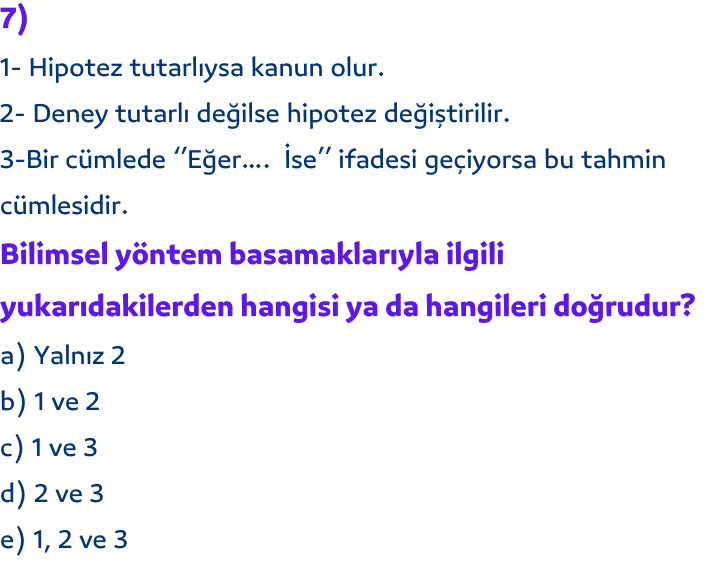 7)
1- Hipotez tutarlıysa kanun olur.
2- Deney tutarlı değilse hipotez değiştirilir.
3-Bir cümlede ‘’Eğer…. İse’’ ifadesi geçiyorsa bu tahmin
cümlesidir.
Bilimsel yöntem basamaklarıyla ilgili
yukarıdakilerden hangisi ya da hangileri doğrudur?
a) Yalnız 2
b) 1 ve 2
c) 1 ve 3
d) 2 ve 3
e) 1, 2 ve 3